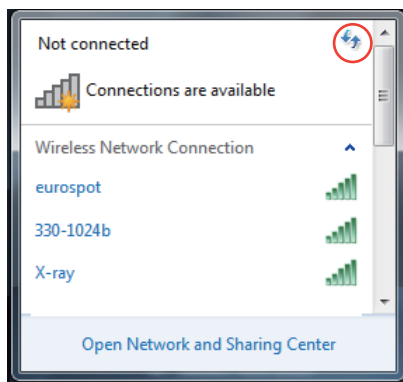 Not connected
Connections are available
Wireless Network Connection
eurospot
330-1024b
X-ray
Open Network and Sharing Center